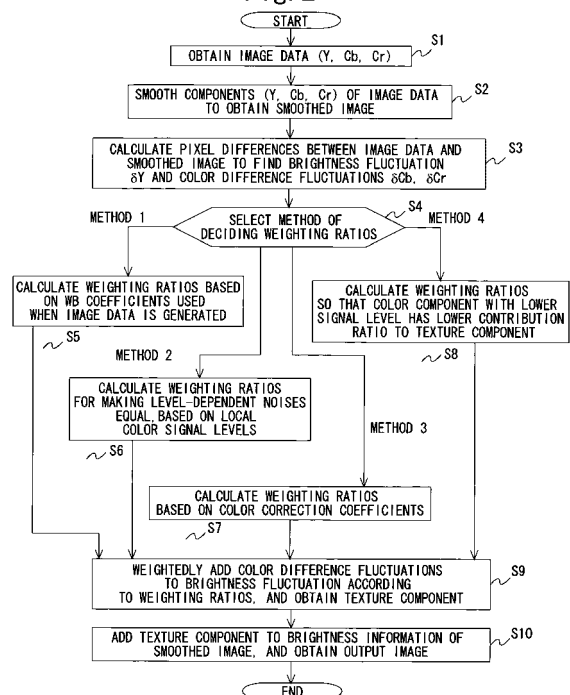 Fig. 2
START
S1
OBTAIN IMAGE DATA (Y, Cb, Cr)
S2
SMOOTH COMPONENTS (Y, Cb, Cr) OF IMAGE DATA
TO OBTAIN SMOOTHED IMAGE
S3
CALCULATE PIXEL DIFFERENCES BETWEEN IMAGE DATA AND
SMOOTHED IMAGE TO FIND BRIGHTNESS FLUCTUATION
δY AND COLOR DIFFERENCE FLUCTUATIONS δCb, δCr
S4
METHOD 1
SELECT METHOD OF
DECIDING WEIGHTING RATIOS
METHOD 4
CALCULATE WEIGHTING RATIOS BASED
ON WB COEFFICIENTS USED
WHEN IMAGE DATA IS GENERATED
S5
CALCULATE WEIGHTING RATIOS
SO THAT COLOR COMPONENT WITH LOWER
SIGNAL LEVEL HAS LOWER CONTRIBUTION
RATIO TO TEXTURE COMPONENT
S8
METHOD 2
CALCULATE WEIGHTING RATIOS
FOR MAKING LEVEL-DEPENDENT NOISES
EQUAL, BASED ON LOCAL
COLOR SIGNAL LEVELS
S6
METHOD 3
CALCULATE WEIGHTING RATIOS
BASED ON COLOR CORRECTION COEFFICIENTS
S7
WEIGHTEDLY ADD COLOR DIFFERENCE FLUCTUATIONS
TO BRIGHTNESS FLUCTUATION ACCORDING
TO WEIGHTING RATIOS, AND OBTAIN TEXTURE COMPONENT
S9
ADD TEXTURE COMPONENT TO BRIGHTNESS INFORMATION OF
SMOOTHED IMAGE, AND OBTAIN OUTPUT IMAGE
S10
END